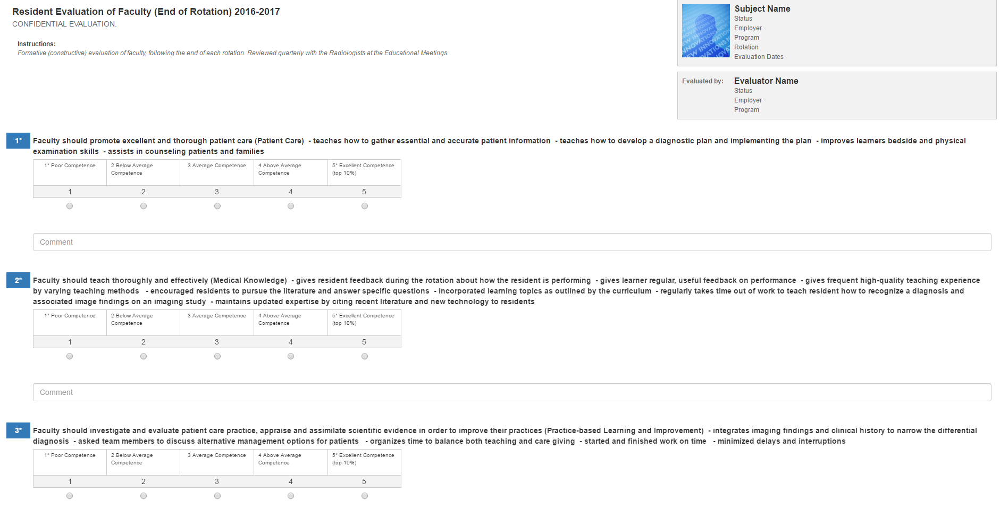 Resident Evaluation of Faculty (End of Rotation) 2016-2017
CONFIDENTIAL EVALUATION.
Instructions:
Formative (constructive) evaluation of faculty, following the end of each rotation. Reviewed quarterly with the Radiologists at the Educational Meetings.
Subject Name
Status
Employer
Program
Rotation
Evaluation Dates
Evaluated by:
Evaluator Name
Status
Employer
Program
1*
Faculty should promote excellent and thorough patient care (Patient Care) - teaches how to gather essential and accurate patient information - teaches how to develop a diagnostic plan and implementing the plan - improves learners bedside and physical
examination skills - assists in counseling patients and families
1* Poor Competence
2 Below Average
Competence
3 Average Competence
4 Above Average
Competence
5* Excellent Competence
(top 10%)
1 2 3 4 5
Comment
2*
Faculty should teach thoroughly and effectively (Medical Knowledge) - gives resident feedback during the rotation about how the resident is performing - gives learner regular, useful feedback on performance - gives frequent high-quality teaching experience
by varying teaching methods - encouraged residents to pursue the literature and answer specific questions - incorporated learning topics as outlined by the curriculum - regularly takes time out of work to teach resident how to recognize a diagnosis and
associated image findings on an imaging study - maintains updated expertise by citing recent literature and new technology to residents
1* Poor Competence
2 Below Average
Competence
3 Average Competence
4 Above Average
Competence
5* Excellent Competence
(top 10%)
1 2 3 4 5
Comment
3*
Faculty should investigate and evaluate patient care practice, appraise and assimilate scientific evidence in order to improve their practices (Practice-based Learning and Improvement) - integrates imaging findings and clinical history to narrow the differential
diagnosis - asked team members to discuss alternative management options for patients - organizes time to balance both teaching and care giving - started and finished work on time - minimized delays and interruptions
1* Poor Competence
2 Below Average
Competence
3 Average Competence
4 Above Average
Competence
5* Excellent Competence
(top 10%)
1 2 3 4 5